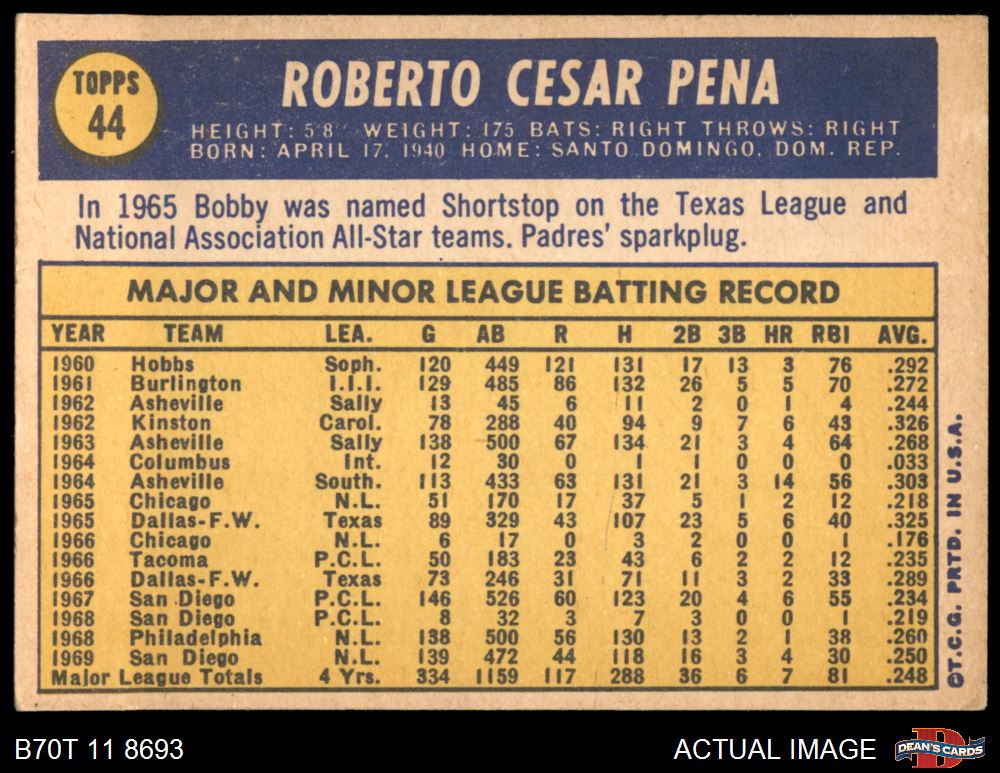 TOPPS
44
ROBERTO CESAR PENA
HEIGHT: 5'8" WEIGHT: 175 BATS: RIGHT THROWS: RIGHT
BORN: APRIL 17, 1940 HOME: SANTO DOMINGO, DOM. REP.
In 1965 Bobby was named Shortstop on the Texas League and
National Association All-Star teams. Padres' sparkplug.
MAJOR AND MINOR LEAGUE BATTING RECORD
YEAR TEAM LEA. G AB R H 2B 3B HR RBI AVG.
1960 Hobbs Soph. 120 449 121 131 17 13 3 76 .292
1961 Burlington I.I.I. 129 485 86 132 26 5 5 70 .272
1962 Asheville Sally 13 45 6 11 2 0 1 4 .244
1962 Kinston Carol. 78 288 40 94 9 7 6 43 .326
1963 Asheville Sally 138 500 67 134 21 3 4 64 .268
1964 Columbus Int. 12 30 0 1 1 0 0 0 .033
1964 Asheville South. 113 433 63 131 21 3 14 56 .303
1965 Chicago N.L. 51 170 17 37 5 1 2 12 .218
1965 Dallas-F.W. Texas 89 329 43 107 23 5 6 40 .325
1966 Chicago N.L. 6 17 0 3 2 0 0 1 .176
1966 Tacoma P.C.L. 50 183 23 43 6 2 2 12 .235
1966 Dallas-F.W. Texas 73 246 31 71 11 3 2 33 .289
1967 San Diego P.C.L. 146 526 60 123 20 4 6 55 .234
1968 San Diego P.C.L. 8 32 3 7 3 0 0 1 .219
1968 Philadelphia N.L. 138 500 56 130 13 2 1 38 .260
1969 San Diego N.L. 139 472 44 118 16 3 4 30 .250
Major League Totals 4 Yrs. 334 1159 117 288 36 6 7 81 .248
©T.C.G. PRTD. IN U.S.A.
B70T 11 8693
ACTUAL IMAGE
D
DEAN'S CARDS